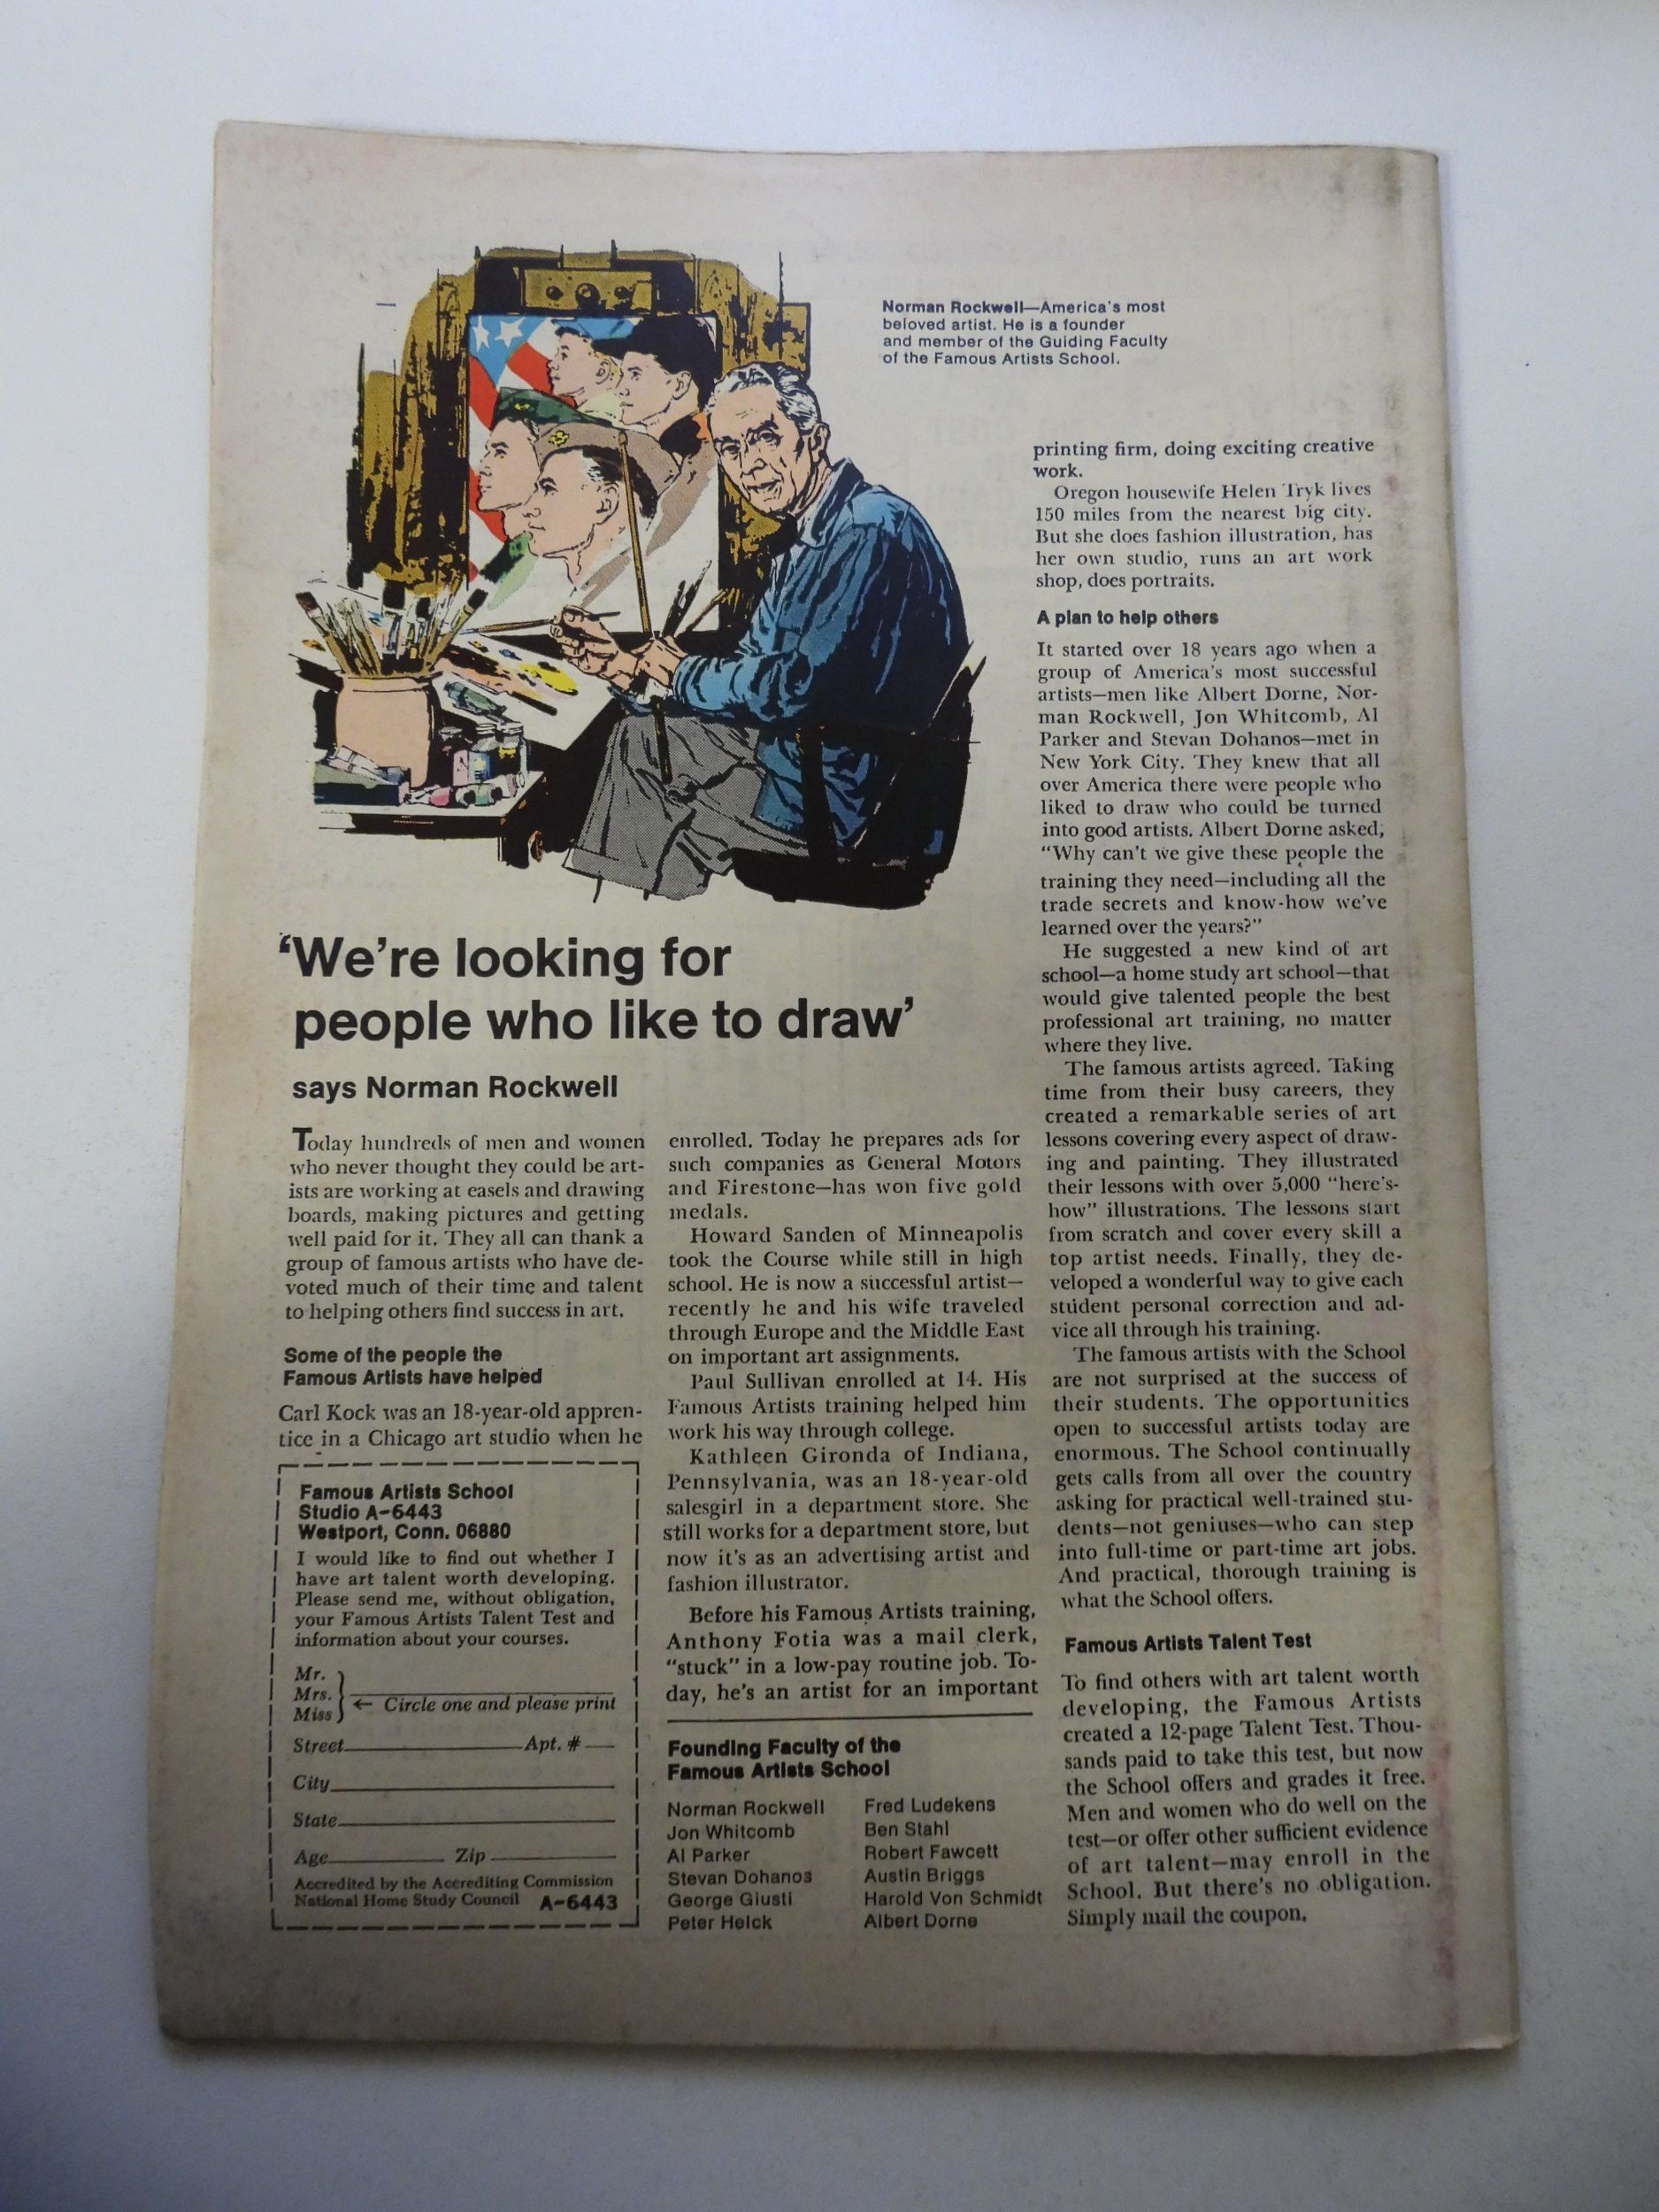 Norman Rockwell—America's most
beloved artist. He is a founder
and member of the Guiding Faculty
of the Famous Artists School.
'We're looking for
people who like to draw'
says Norman Rockwell
Today hundreds of men and women
who never thought they could be art-
ists are working at easels and drawing
boards, making pictures and getting
well paid for it. They all can thank a
group of famous artists who have de-
voted much of their time and talent
to helping others find success in art.
Some of the people the
Famous Artists have helped
Carl Kock was an 18-year-old appren-
tice in a Chicago art studio when he
enrolled. Today he prepares ads for
such companies as General Motors
and Firestone—has won five gold
medals.
Howard Sanden of Minneapolis
took the Course while still in high
school. He is now a successful artist—
recently he and his wife traveled
through Europe and the Middle East
on important art assignments.
Paul Sullivan enrolled at 14. His
Famous Artists training helped him
work his way through college.
Kathleen Gironda of Indiana,
Pennsylvania, was an 18-year-old
salesgirl in a department store. She
still works for a department store, but
now it's as an advertising artist and
fashion illustrator.
Before his Famous Artists training,
Anthony Fotia was a mail clerk,
"stuck" in a low-pay routine job. To-
day, he's an artist for an important
printing firm, doing exciting creative
work.
Oregon housewife Helen Tryk lives
150 miles from the nearest big city.
But she does fashion illustration, has
her own studio, runs an art work
shop, does portraits.
A plan to help others
It started over 18 years ago when a
group of America's most successful
artists—men like Albert Dorne, Nor-
man Rockwell, Jon Whitcomb, Al
Parker and Stevan Dohanos—met in
New York City. They knew that all
over America there were people who
liked to draw who could be turned
into good artists. Albert Dorne asked,
"Why can't we give these people the
training they need—including all the
trade secrets and know-how we've
learned over the years?"
He suggested a new kind of art
school—a home study art school—that
would give talented people the best
professional art training, no matter
where they live.
The famous artists agreed. Taking
time from their busy careers, they
created a remarkable series of art
lessons covering every aspect of draw-
ing and painting. They illustrated
their lessons with over 5,000 "here's-
how" illustrations. The lessons start
from scratch and cover every skill a
top artist needs. Finally, they de-
veloped a wonderful way to give each
student personal correction and ad-
vice all through his training.
The famous artists with the School
are not surprised at the success of
their students. The opportunities
open to successful artists today are
enormous. The School continually
gets calls from all over the country
asking for practical well-trained stu-
dents—not geniuses—who can step
into full-time or part-time art jobs.
And practical, thorough training is
what the School offers.
Famous Artists Talent Test
To find others with art talent worth
developing, the Famous Artists
created a 12-page Talent Test. Thou-
sands paid to take this test, but now
the School offers and grades it free.
Men and women who do well on the
test—or offer other sufficient evidence
of art talent—may enroll in the
School. But there's no obligation.
Simply mail the coupon.
Famous Artists School
Studio A-6443
Westport, Conn. 06880
I would like to find out whether I
have art talent worth developing.
Please send me, without obligation,
your Famous Artists Talent Test and
information about your courses.
Mr.
Mrs.
Miss
← Circle one and please print
Street Apt. #
City
State
Age Zip
Accredited by the Accrediting Commission
National Home Study Council A-6443
Founding Faculty of the
Famous Artists School
Norman Rockwell
Jon Whitcomb
Al Parker
Stevan Dohanos
George Giusti
Peter Helck
Fred Ludekens
Ben Stahl
Robert Fawcett
Austin Briggs
Harold Von Schmidt
Albert Dorne